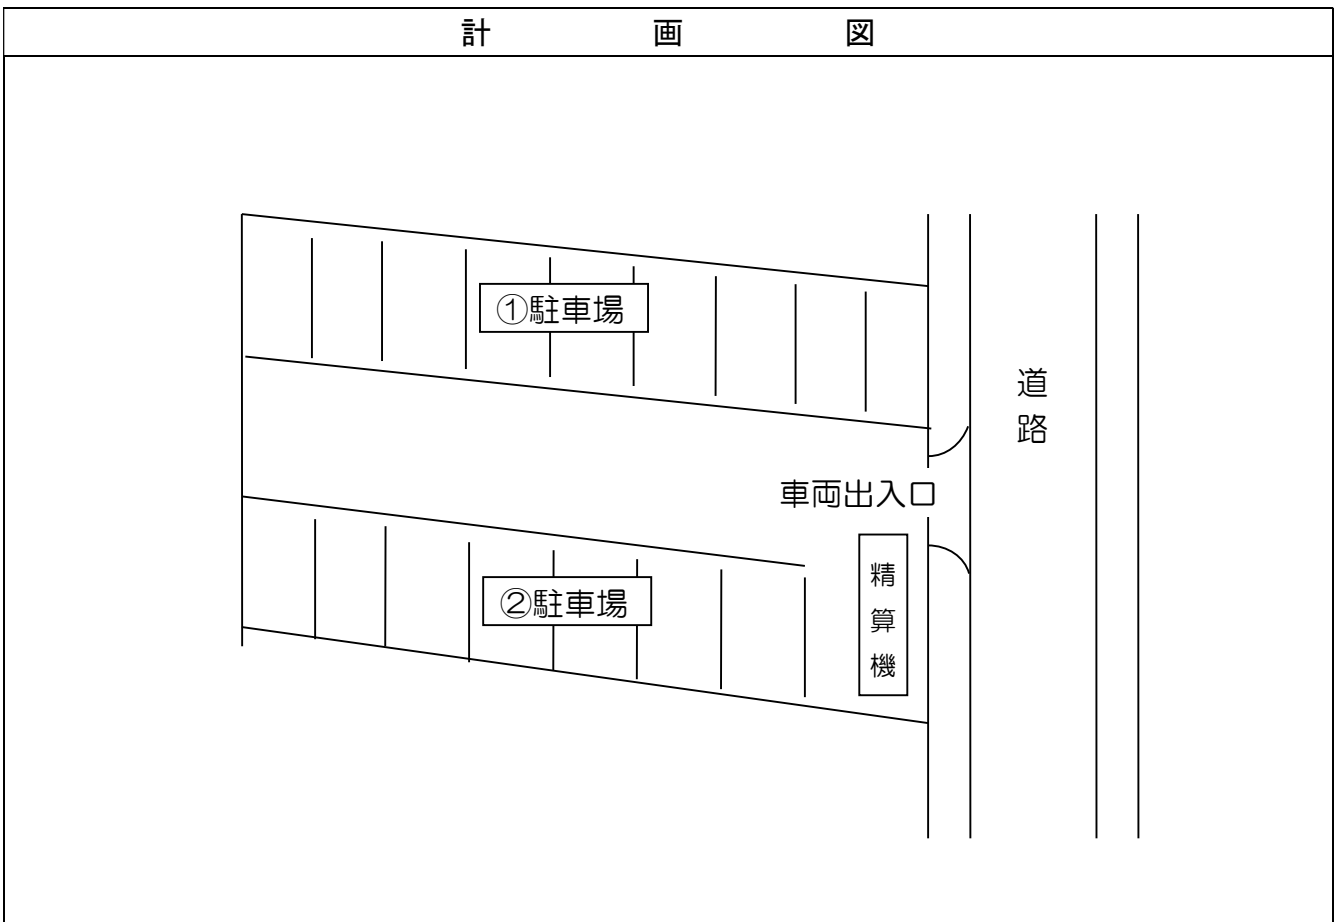 計画図
①駐車場
道路
車両出入口
②駐車場
精算機